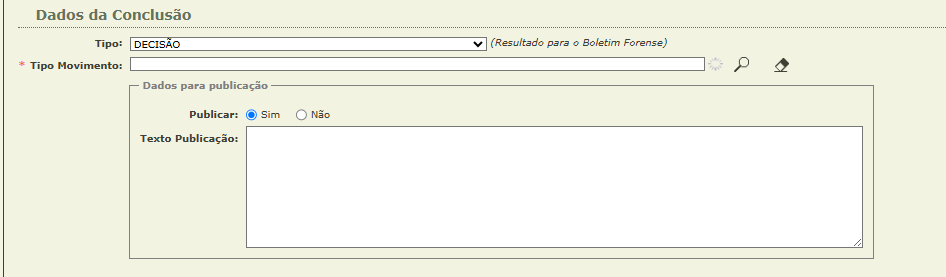 Dados da Conclusão
Tipo: DECISÃO (Resultado para o Boletim Forense)
* Tipo Movimento:
Dados para publicação
Publicar: Sim Não
Texto Publicação: